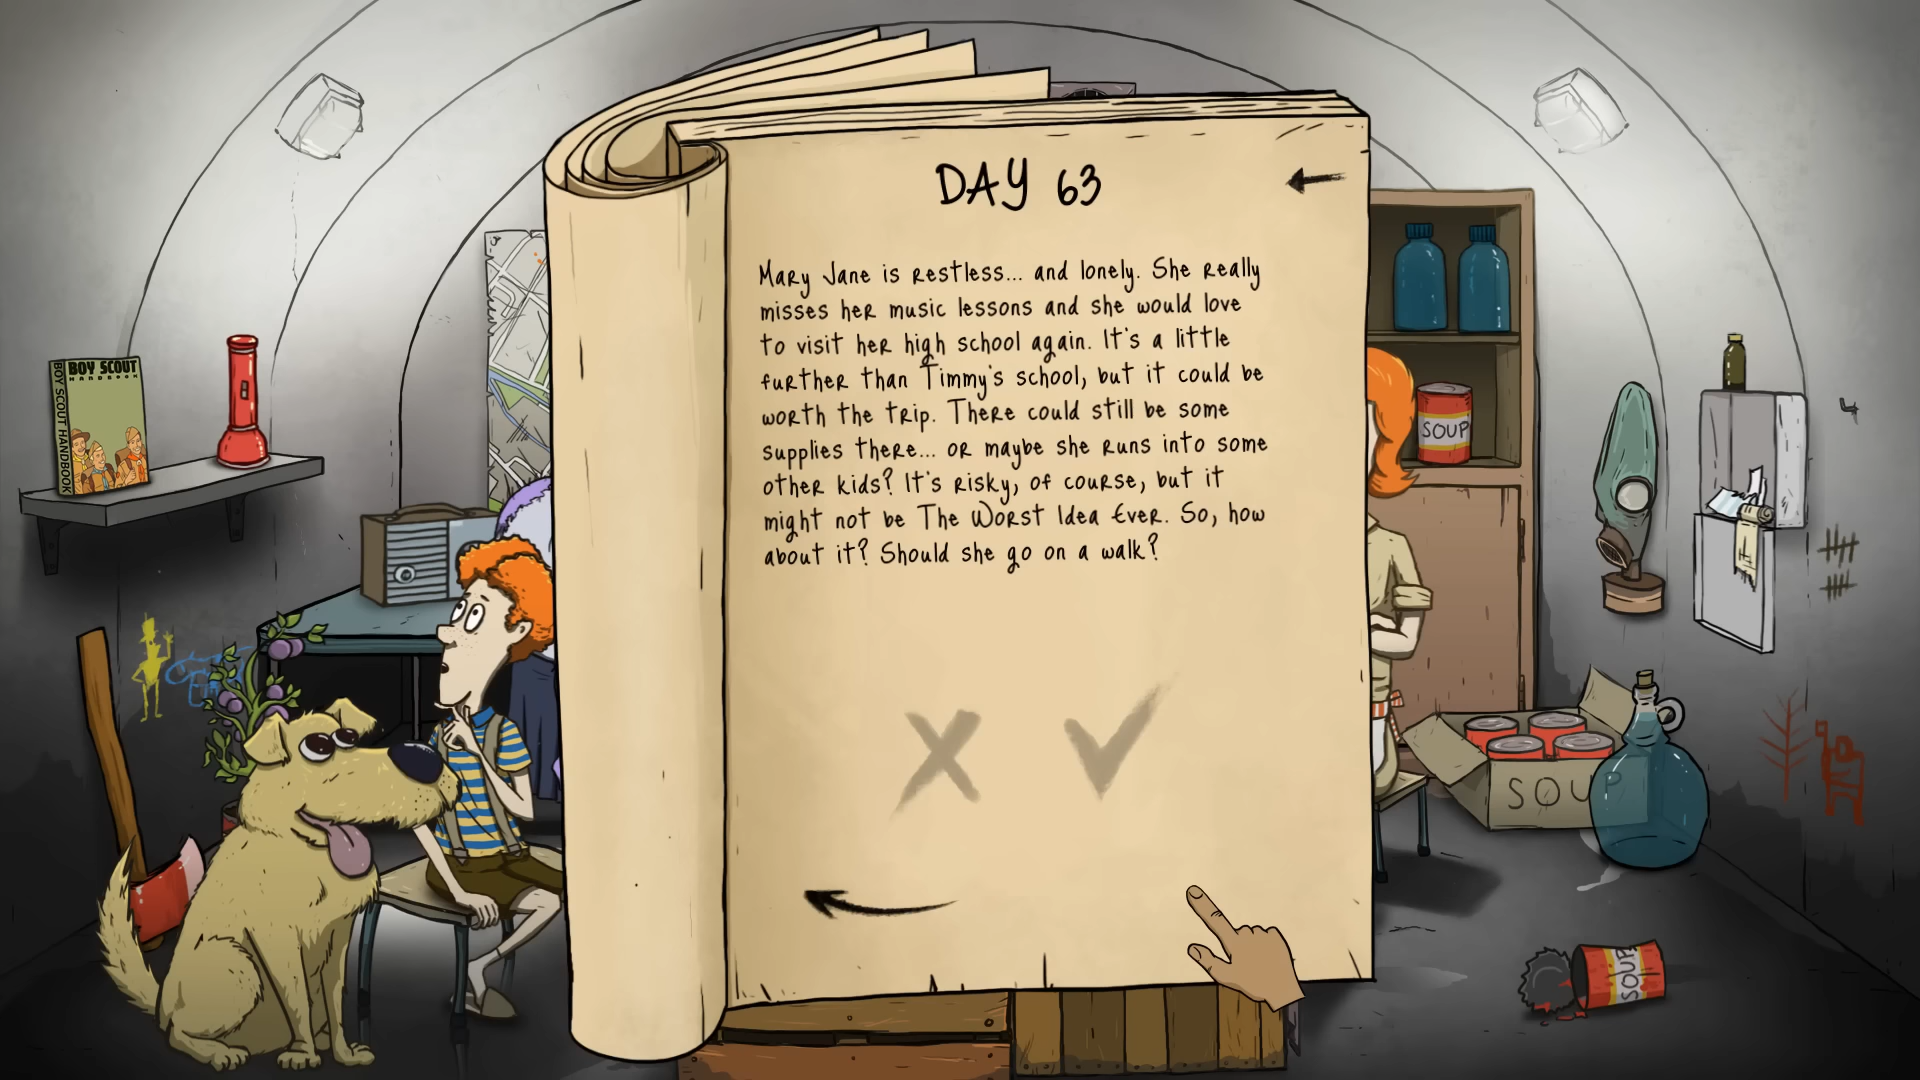 DAY 63
Mary Jane is restless... and lonely. She really
misses her music lessons and she would love
to visit her high school again. It's a little
further than Timmy's school, but it could be
worth the trip. There could still be some
supplies there... or maybe she runs into some
other kids? It's risky, of course, but it
might not be The Worst Idea Ever. So, how
about it? Should she go on a walk?
BOY SCOUT
HANDBOOK
BOY SCOUT HANDBOOK
SOUP
SOUP
SOUP